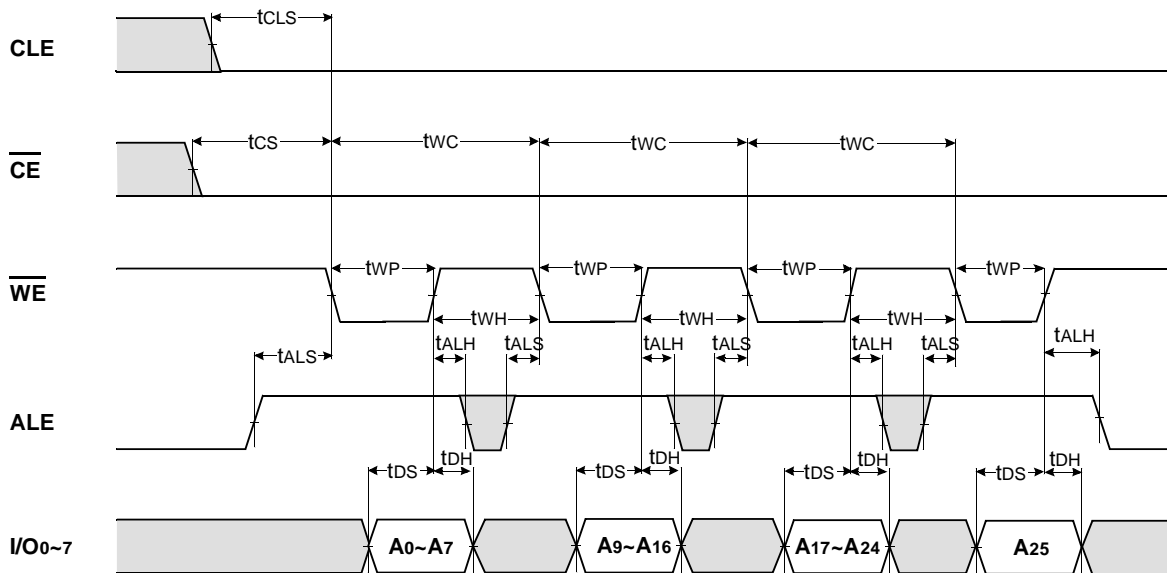 tCLS
CLE
tCS tWC tWC tWC
CE
tWP tWP tWP tWP
WE
tWH tWH tWH
tALS tALH tALS tALH tALS tALH tALS tALH
ALE
tDS tDH tDS tDH tDS tDH tDS tDH
I/O0~7 A0~A7 A9~A16 A17~A24 A25